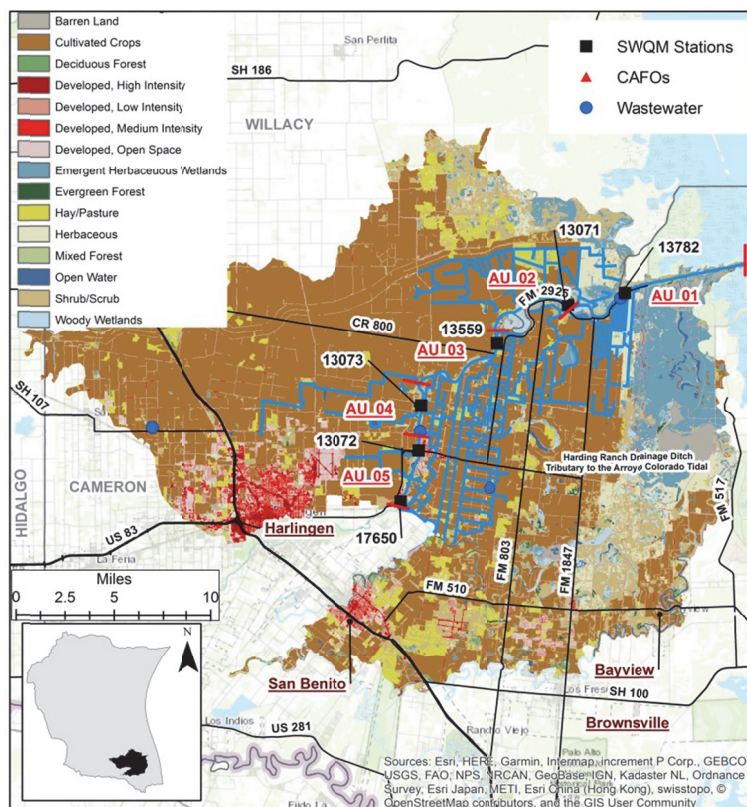 Barren Land
Cultivated Crops
Deciduous Forest
Developed, High Intensity
Developed, Low Intensity
Developed, Medium Intensity
Developed, Open Space
Emergent Herbaceuous Wetlands
Evergreen Forest
Hay/Pasture
Herbaceous
Mixed Forest
Open Water
Shrub/Scrub
Woody Wetlands
SWQM Stations
CAFOs
Wastewater
San Perlita
SH 186
WILLACY
13071
13782
AU_02
FM 2925
AU_01
CR 800
13559
AU_03
13073
SH 107
AU_04
13072
Harding Ranch Drainage Ditch
Tributary to the Arroyo Colorado Tidal
HIDALGO
CAMERON
AU_05
FM 517
US 83
Harlingen
La Feria
17650
FM 803
FM 1847
Miles
0 2.5 5 10
FM 510
N
San Benito
Bayview
Los Fresnos
SH 100
Brownsville
Los Indios
US 281
Rancho Viejo
Palo Alto
Sources: Esri, HERE, Garmin, Intermap, increment P Corp., GEBCO,
USGS, FAO, NPS, NRCAN, GeoBase, IGN, Kadaster NL, Ordnance
Survey, Esri Japan, METI, Esri China (Hong Kong), swisstopo, ©
OpenStreetMap contributors, and the GIS User Community